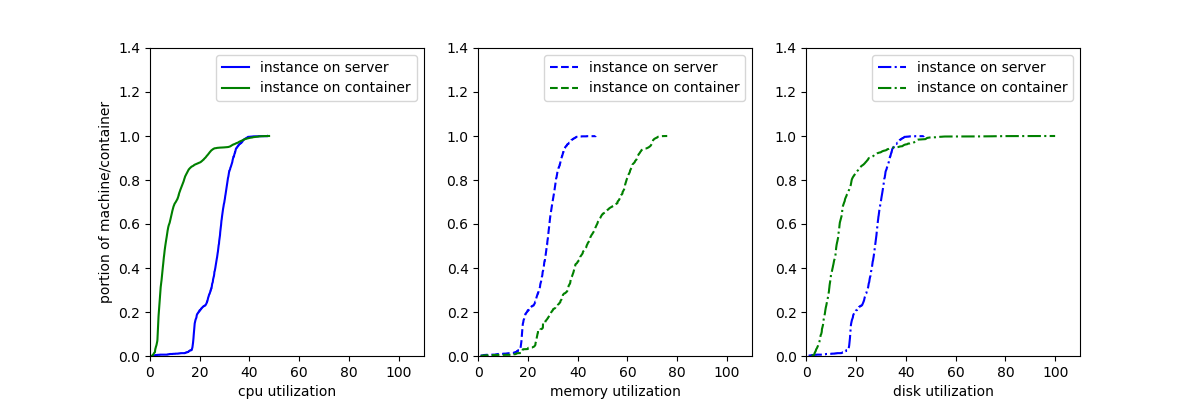 portion of machine/container
1.4
1.2
1.0
0.8
0.6
0.4
0.2
0.0
instance on server
instance on container
0 20 40 60 80 100
cpu utilization
1.4
1.2
1.0
0.8
0.6
0.4
0.2
0.0
instance on server
instance on container
0 20 40 60 80 100
memory utilization
1.4
1.2
1.0
0.8
0.6
0.4
0.2
0.0
instance on server
instance on container
0 20 40 60 80 100
disk utilization